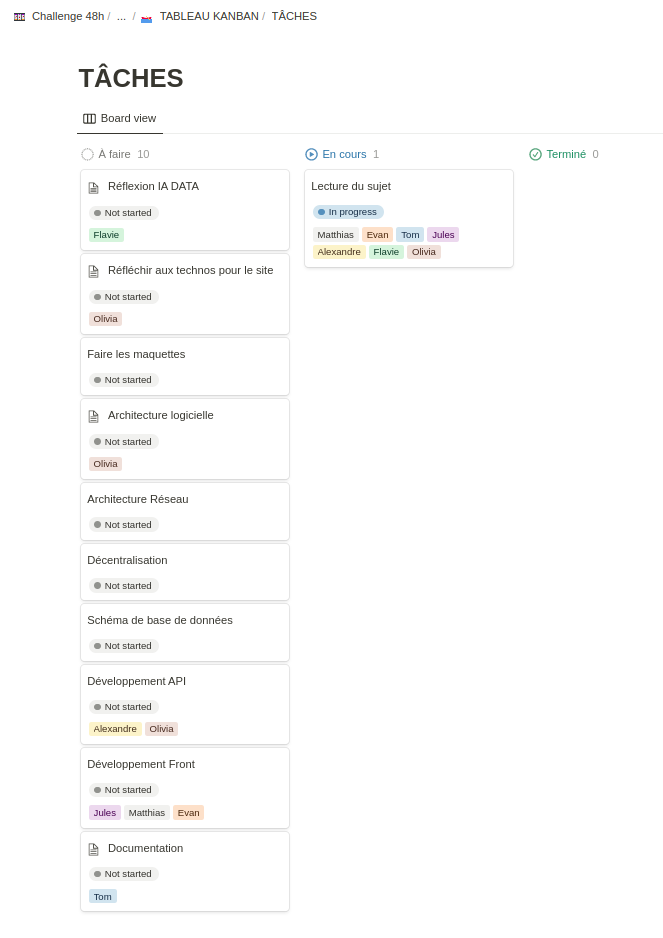 Challenge 48h / ... / TABLEAU KANBAN / TÂCHES
TÂCHES
Board view
À faire 10
Réflexion IA DATA
Not started
Flavie
Réfléchir aux technos pour le site
Not started
Olivia
Faire les maquettes
Not started
Architecture logicielle
Not started
Olivia
Architecture Réseau
Not started
Décentralisation
Not started
Schéma de base de données
Not started
Développement API
Not started
Alexandre Olivia
Développement Front
Not started
Jules Matthias Evan
Documentation
Not started
Tom
En cours 1
Lecture du sujet
In progress
Matthias Evan Tom Jules
Alexandre Flavie Olivia
Terminé 0